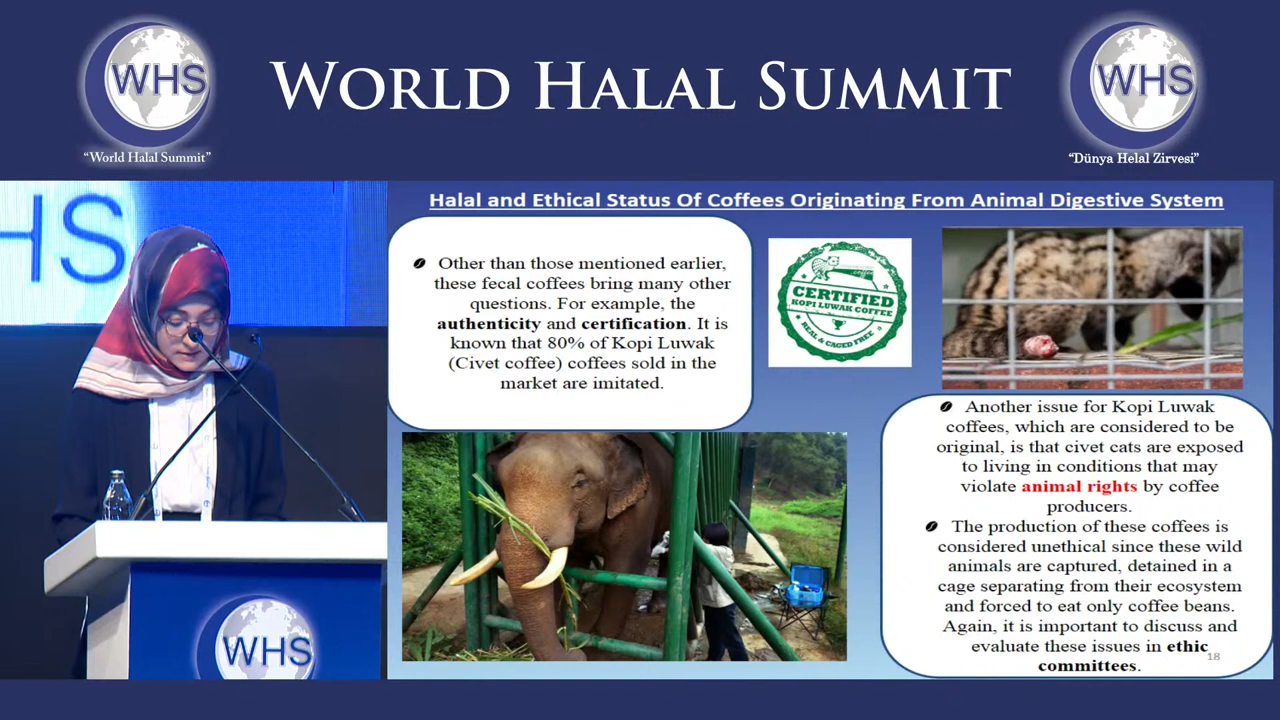 WHS
"World Halal Summit"
WORLD HALAL SUMMIT
WHS
"Dünya Helal Zirvesi"
HS
WHS
Halal and Ethical Status Of Coffees Originating From Animal Digestive System
Other than those mentioned earlier,
these fecal coffees bring many other
questions. For example, the
authenticity and certification. It is
known that 80% of Kopi Luwak
(Civet coffee) coffees sold in the
market are imitated.
CERTIFIED
KOPI LUWAK COFFEE
REAL & CAGED FREE
Another issue for Kopi Luwak
coffees, which are considered to be
original, is that civet cats are exposed
to living in conditions that may
violate animal rights by coffee
producers.
The production of these coffees is
considered unethical since these wild
animals are captured, detained in a
cage separating from their ecosystem
and forced to eat only coffee beans.
Again, it is important to discuss and
evaluate these issues in ethic
committees.
18